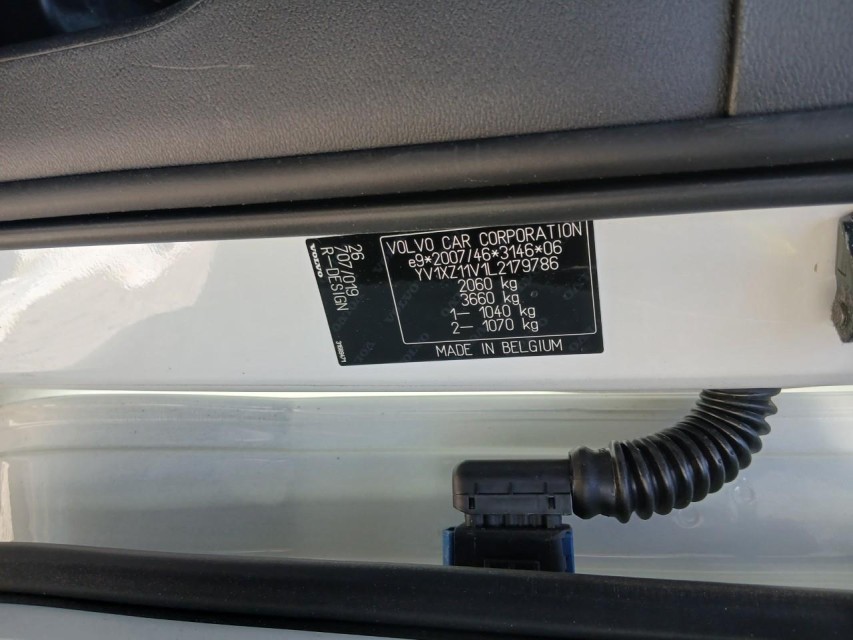 VOLVO
26
707/019
R-DESIGN
VOLVO CAR CORPORATION
e9*2007/46*3146*06
YV1XZ11V1L2179786
2060 kg
3660 kg
1- 1040 kg
2- 1070 kg
MADE IN BELGIUM